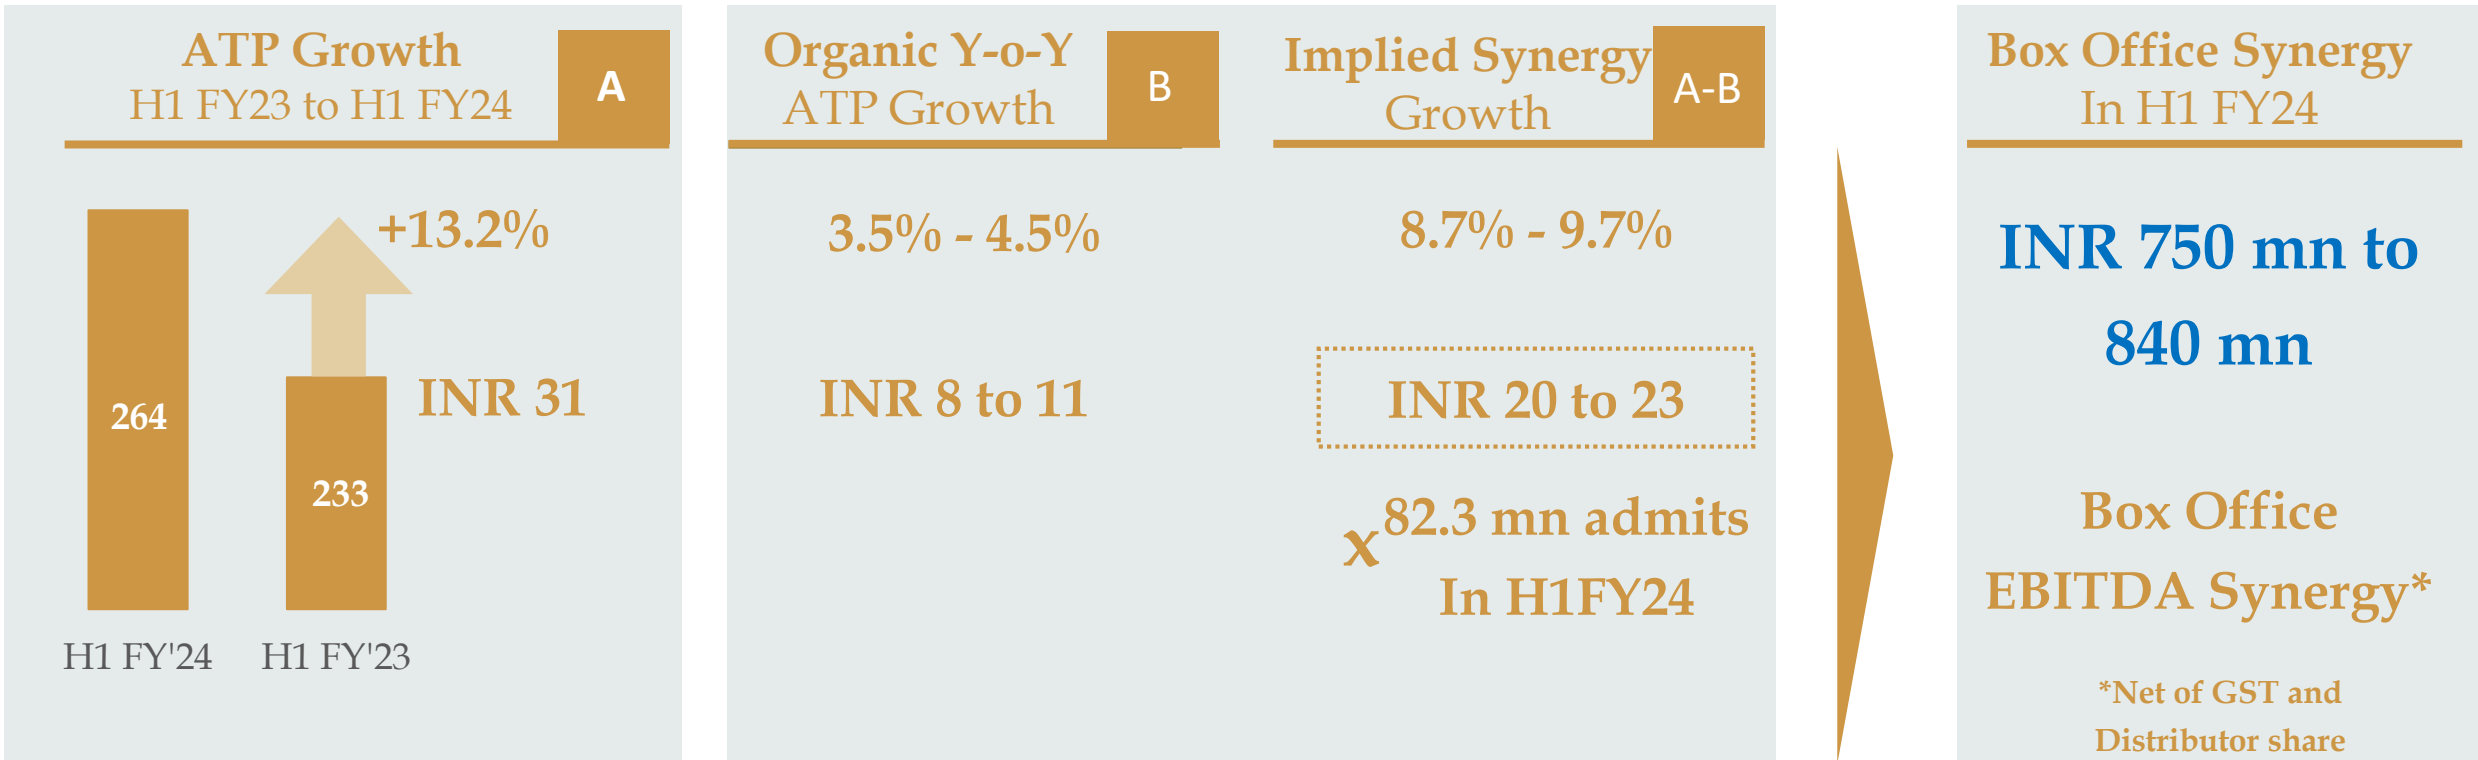 ATP Growth
H1 FY23 to H1 FY24
A
+13.2%
264
INR 31
233
H1 FY'24
H1 FY'23
Organic Y-o-Y
ATP Growth
B
3.5% - 4.5%
INR 8 to 11
Implied Synergy
Growth
A-B
8.7% - 9.7%
INR 20 to 23
x
82.3 mn admits
In H1FY24
Box Office Synergy
In H1 FY24
INR 750 mn to
840 mn
Box Office
EBITDA Synergy*
*Net of GST and
Distributor share